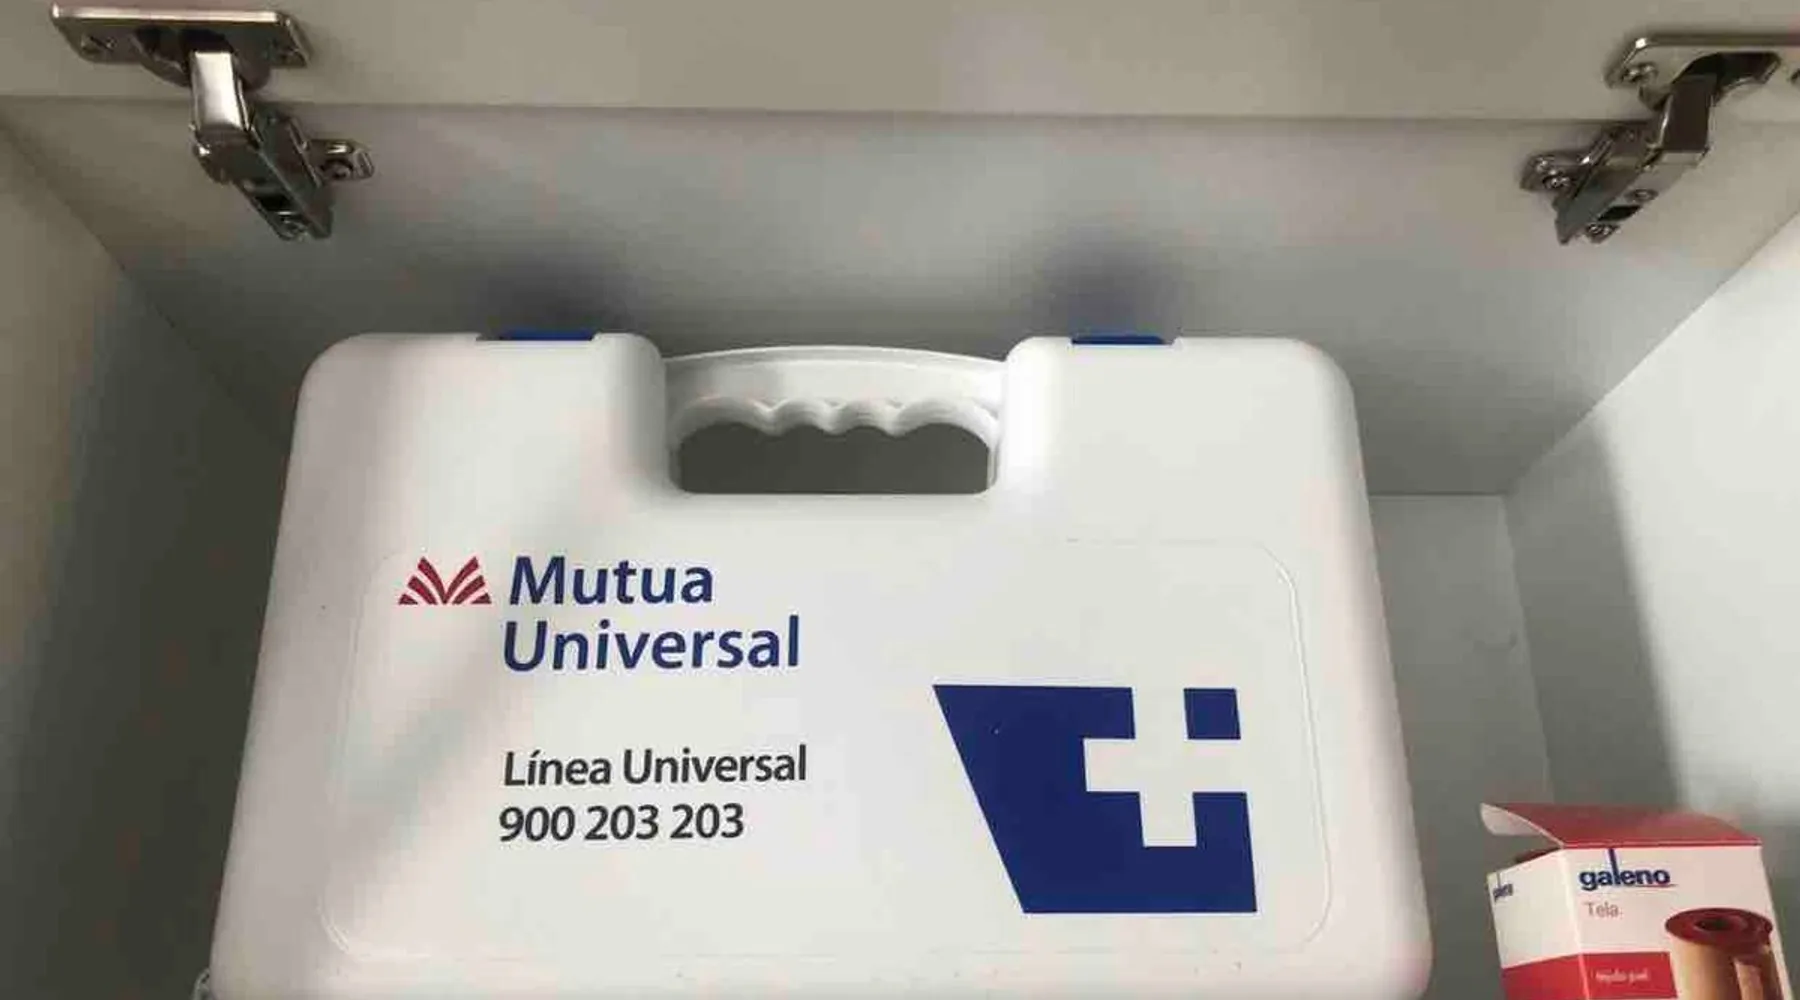 Mutua
Universal
Línea Universal
900 203 203
galeno
Tela